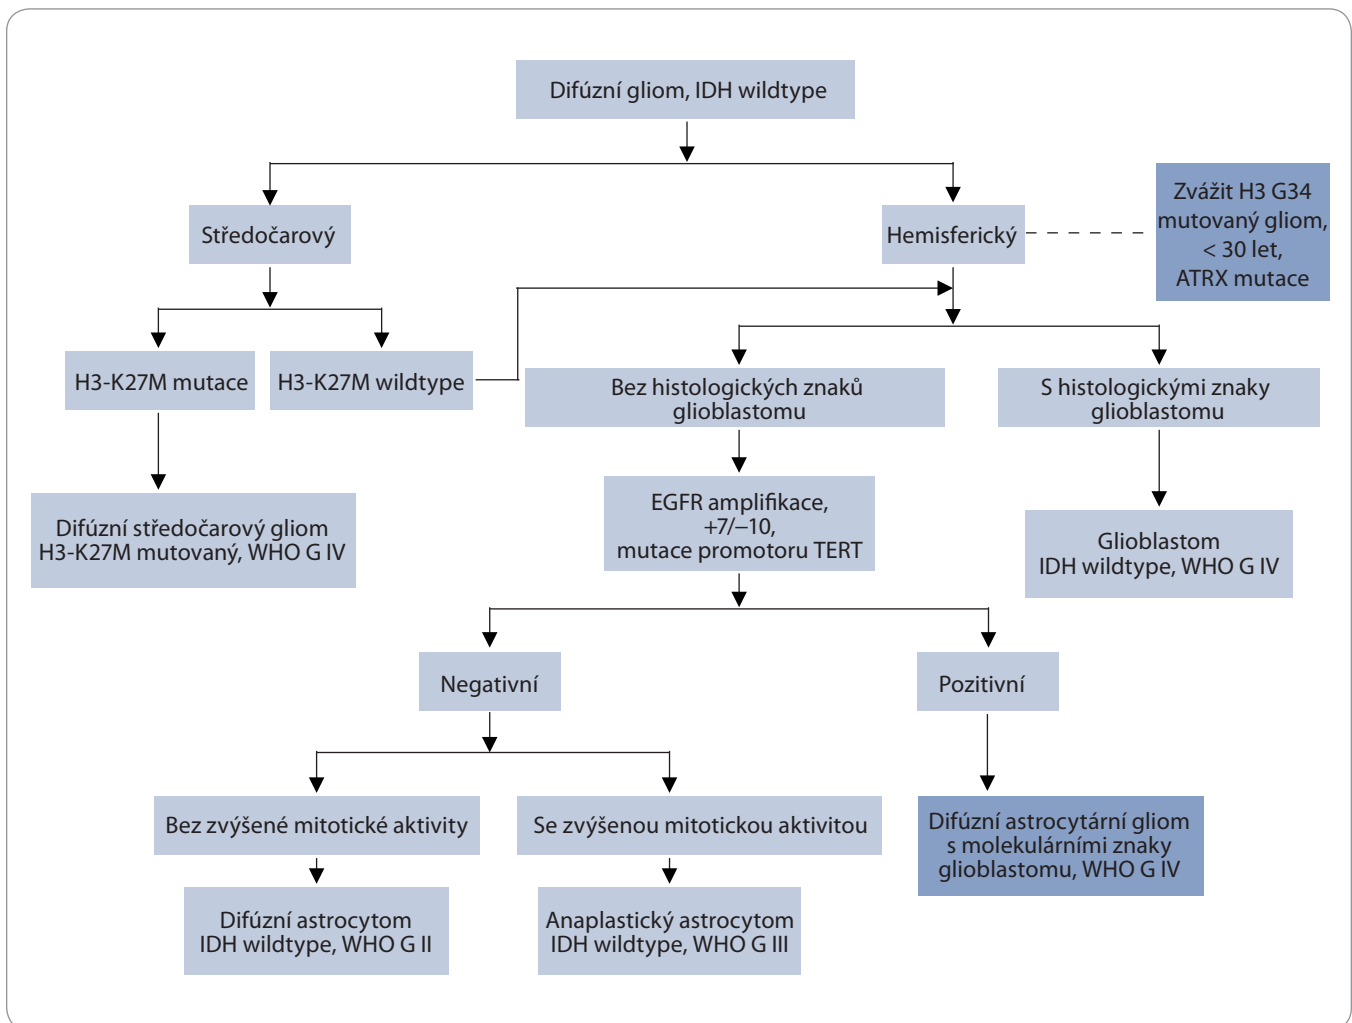 Difúzní gliom, IDH wildtype
Středočarový
Hemisferický
Zvážit H3 G34
mutovaný gliom,
< 30 let,
ATRX mutace
H3-K27M mutace
H3-K27M wildtype
Bez histologických znaků
glioblastomu
S histologickými znaky
glioblastomu
Difúzní středočarový gliom
H3-K27M mutovaný, WHO G IV
EGFR amplifikace,
+7/–10,
mutace promotoru TERT
Glioblastom
IDH wildtype, WHO G IV
Negativní
Pozitivní
Bez zvýšené mitotické aktivity
Se zvýšenou mitotickou aktivitou
Difúzní astrocytární gliom
s molekulárními znaky
glioblastomu, WHO G IV
Difúzní astrocytom
IDH wildtype, WHO G II
Anaplastický astrocytom
IDH wildtype, WHO G III